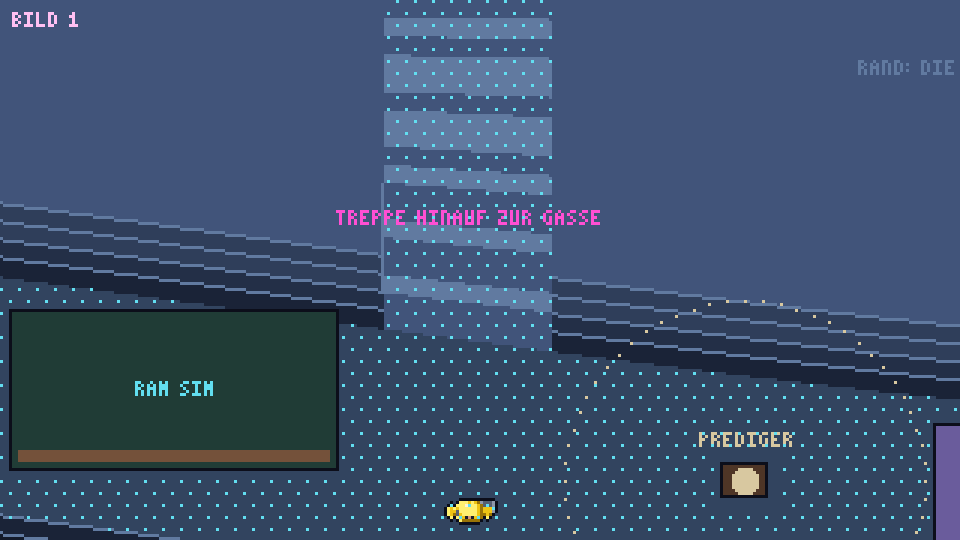 BILD 1
RAND: DIE
TREPPE HINAUF ZUR GASSE
RAM SIM
PREDIGER